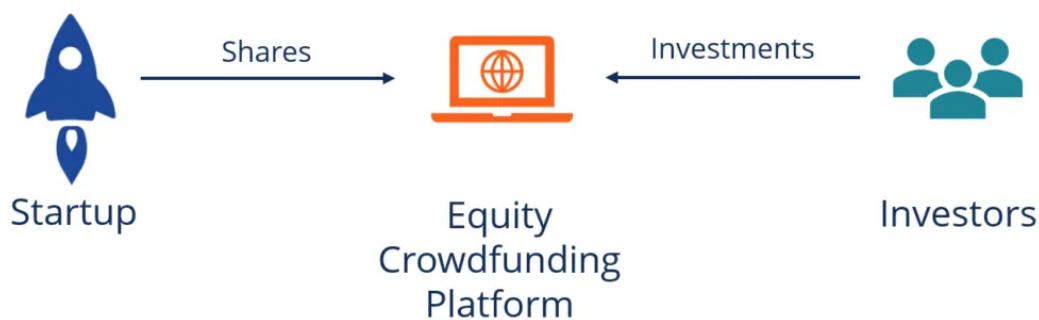 Shares
Investments
Startup
Equity
Crowdfunding
Platform
Investors